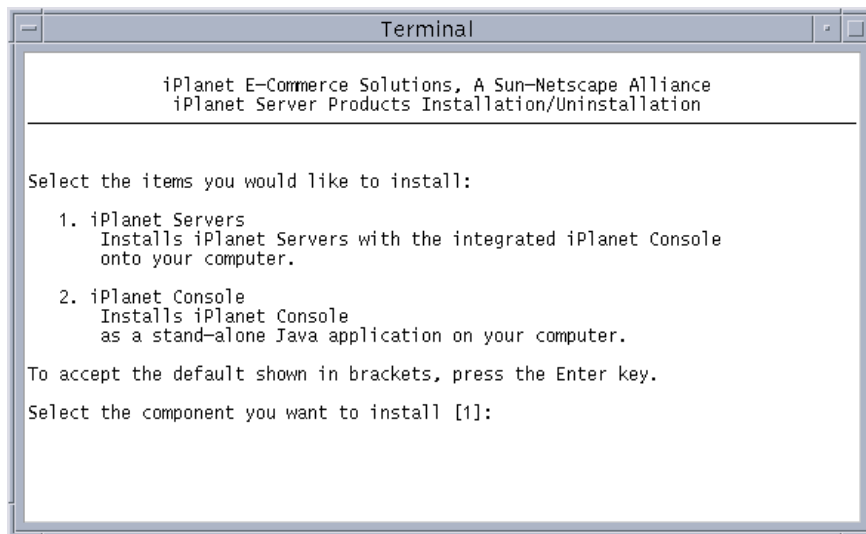 Terminal
iPlanet E-Commerce Solutions, A Sun-Netscape Alliance
iPlanet Server Products Installation/Uninstallation
Select the items you would like to install:
1. iPlanet Servers
Installs iPlanet Servers with the integrated iPlanet Console
onto your computer.
2. iPlanet Console
Installs iPlanet Console
as a stand-alone Java application on your computer.
To accept the default shown in brackets, press the Enter key.
Select the component you want to install [1]: